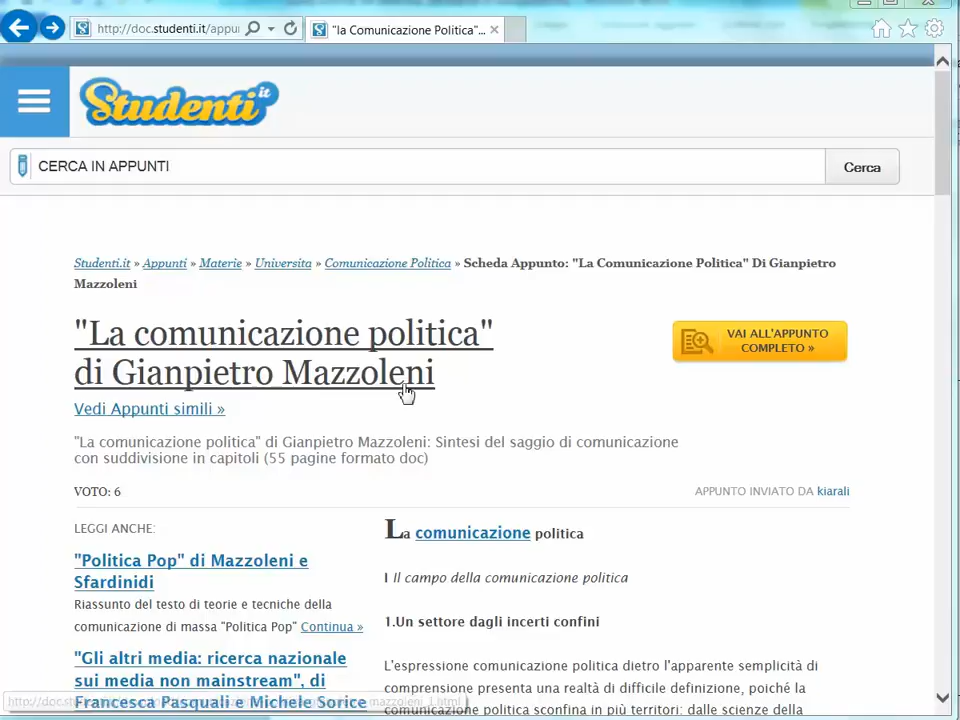 http://doc.studenti.it/appu
"la Comunicazione Politica"...
Studenti.it
CERCA IN APPUNTI
Cerca
Studenti.it » Appunti » Materie » Universita » Comunicazione Politica » Scheda Appunto: "La Comunicazione Politica" Di Gianpietro
Mazzoleni
"La comunicazione politica"
di Gianpietro Mazzoleni
VAI ALL'APPUNTO
COMPLETO »
Vedi Appunti simili »
"La comunicazione politica" di Gianpietro Mazzoleni: Sintesi del saggio di comunicazione
con suddivisione in capitoli (55 pagine formato doc)
VOTO: 6
APPUNTO INVIATO DA kiarali
LEGGI ANCHE:
"Politica Pop" di Mazzoleni e
Sfardinidi
Riassunto del testo di teorie e tecniche della
comunicazione di massa "Politica Pop" Continua »
"Gli altri media: ricerca nazionale
sui media non mainstream", di
Francesca Pasquali e Michele Sorice
La comunicazione politica
I Il campo della comunicazione politica
1.Un settore dagli incerti confini
L'espressione comunicazione politica dietro l'apparente semplicità di
comprensione presenta una realtà di difficile definizione, poiché la
comunicazione politica sconfina in più territori: dalle scienze della